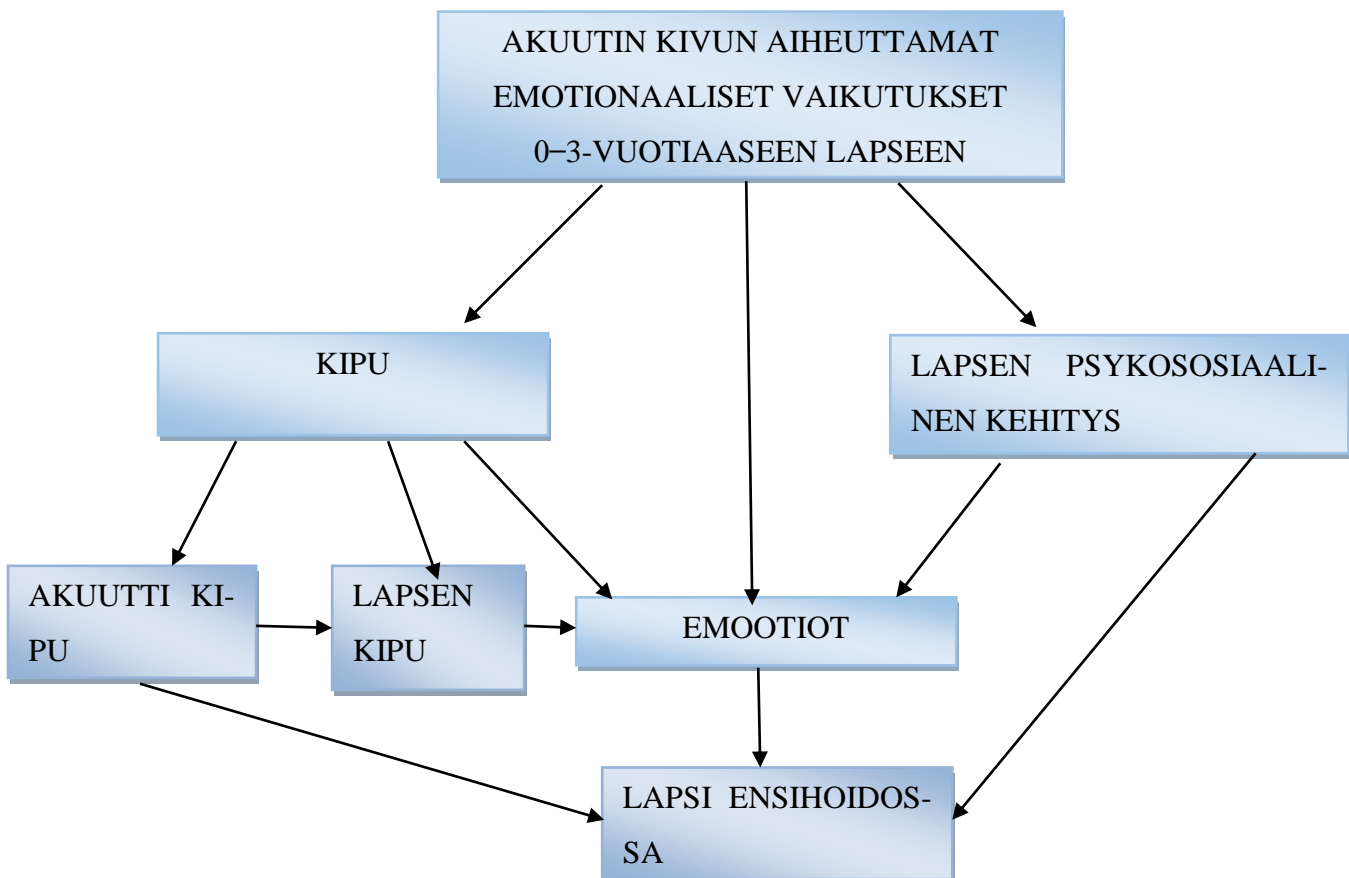 AKUUTIN KIVUN AIHEUTTAMAT
EMOTIONAALISET VAIKUTUKSET
0−3-VUOTIAASEEN LAPSEEN
KIPU
LAPSEN PSYKOSOSIAALI-
NEN KEHITYS
AKUUTTI KI-
PU
LAPSEN
KIPU
EMOOTIOT
LAPSI ENSIHOIDOS-
SA